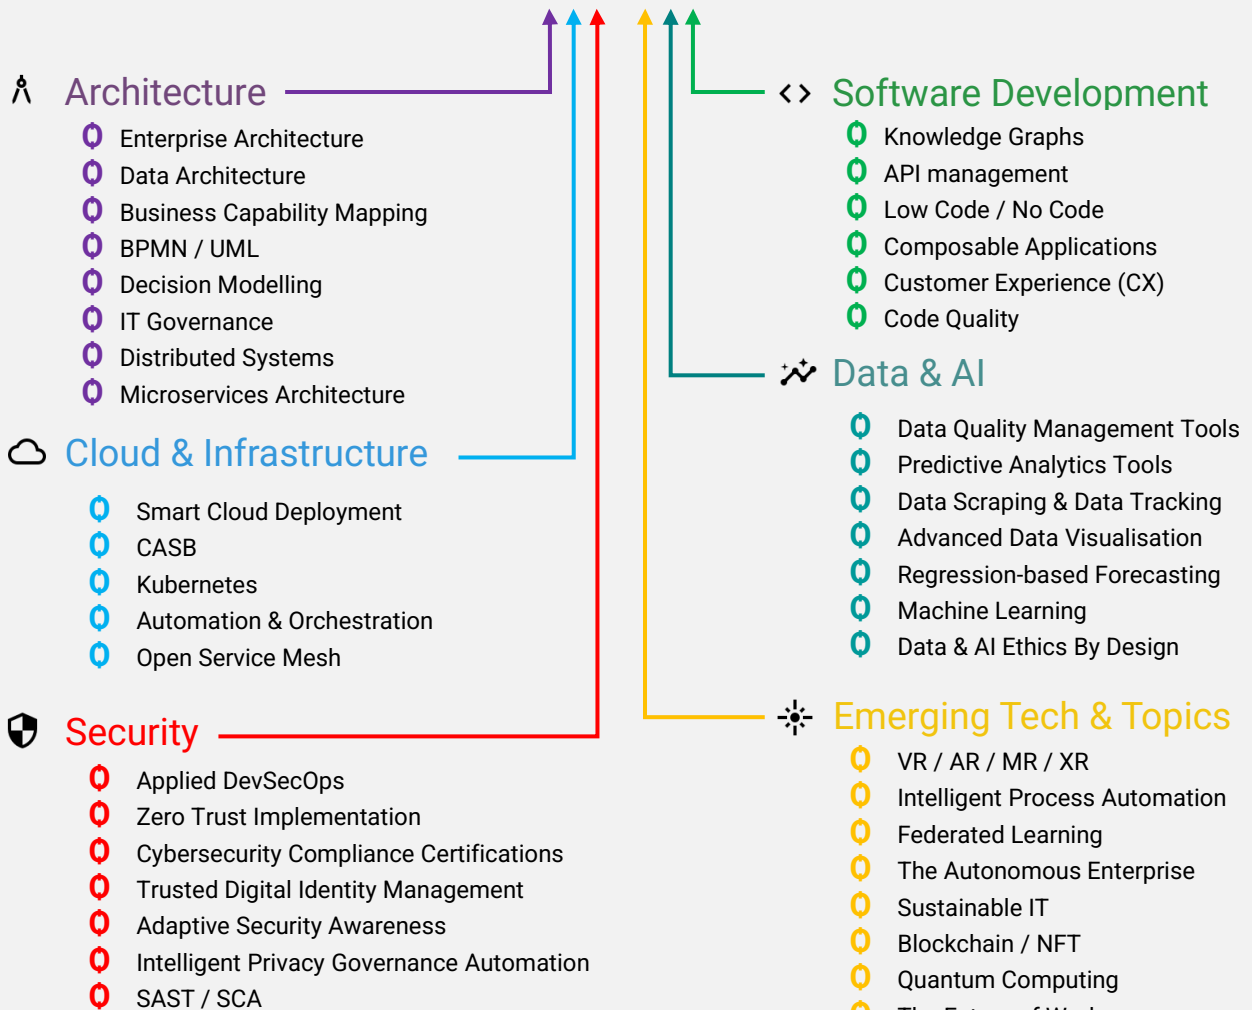 Architecture
Enterprise Architecture
Data Architecture
Business Capability Mapping
BPMN / UML
Decision Modelling
IT Governance
Distributed Systems
Microservices Architecture
Cloud & Infrastructure
Smart Cloud Deployment
CASB
Kubernetes
Automation & Orchestration
Open Service Mesh
Security
Applied DevSecOps
Zero Trust Implementation
Cybersecurity Compliance Certifications
Trusted Digital Identity Management
Adaptive Security Awareness
Intelligent Privacy Governance Automation
SAST / SCA
Software Development
Knowledge Graphs
API management
Low Code / No Code
Composable Applications
Customer Experience (CX)
Code Quality
Data & AI
Data Quality Management Tools
Predictive Analytics Tools
Data Scraping & Data Tracking
Advanced Data Visualisation
Regression-based Forecasting
Machine Learning
Data & AI Ethics By Design
Emerging Tech & Topics
VR / AR / MR / XR
Intelligent Process Automation
Federated Learning
The Autonomous Enterprise
Sustainable IT
Blockchain / NFT
Quantum Computing